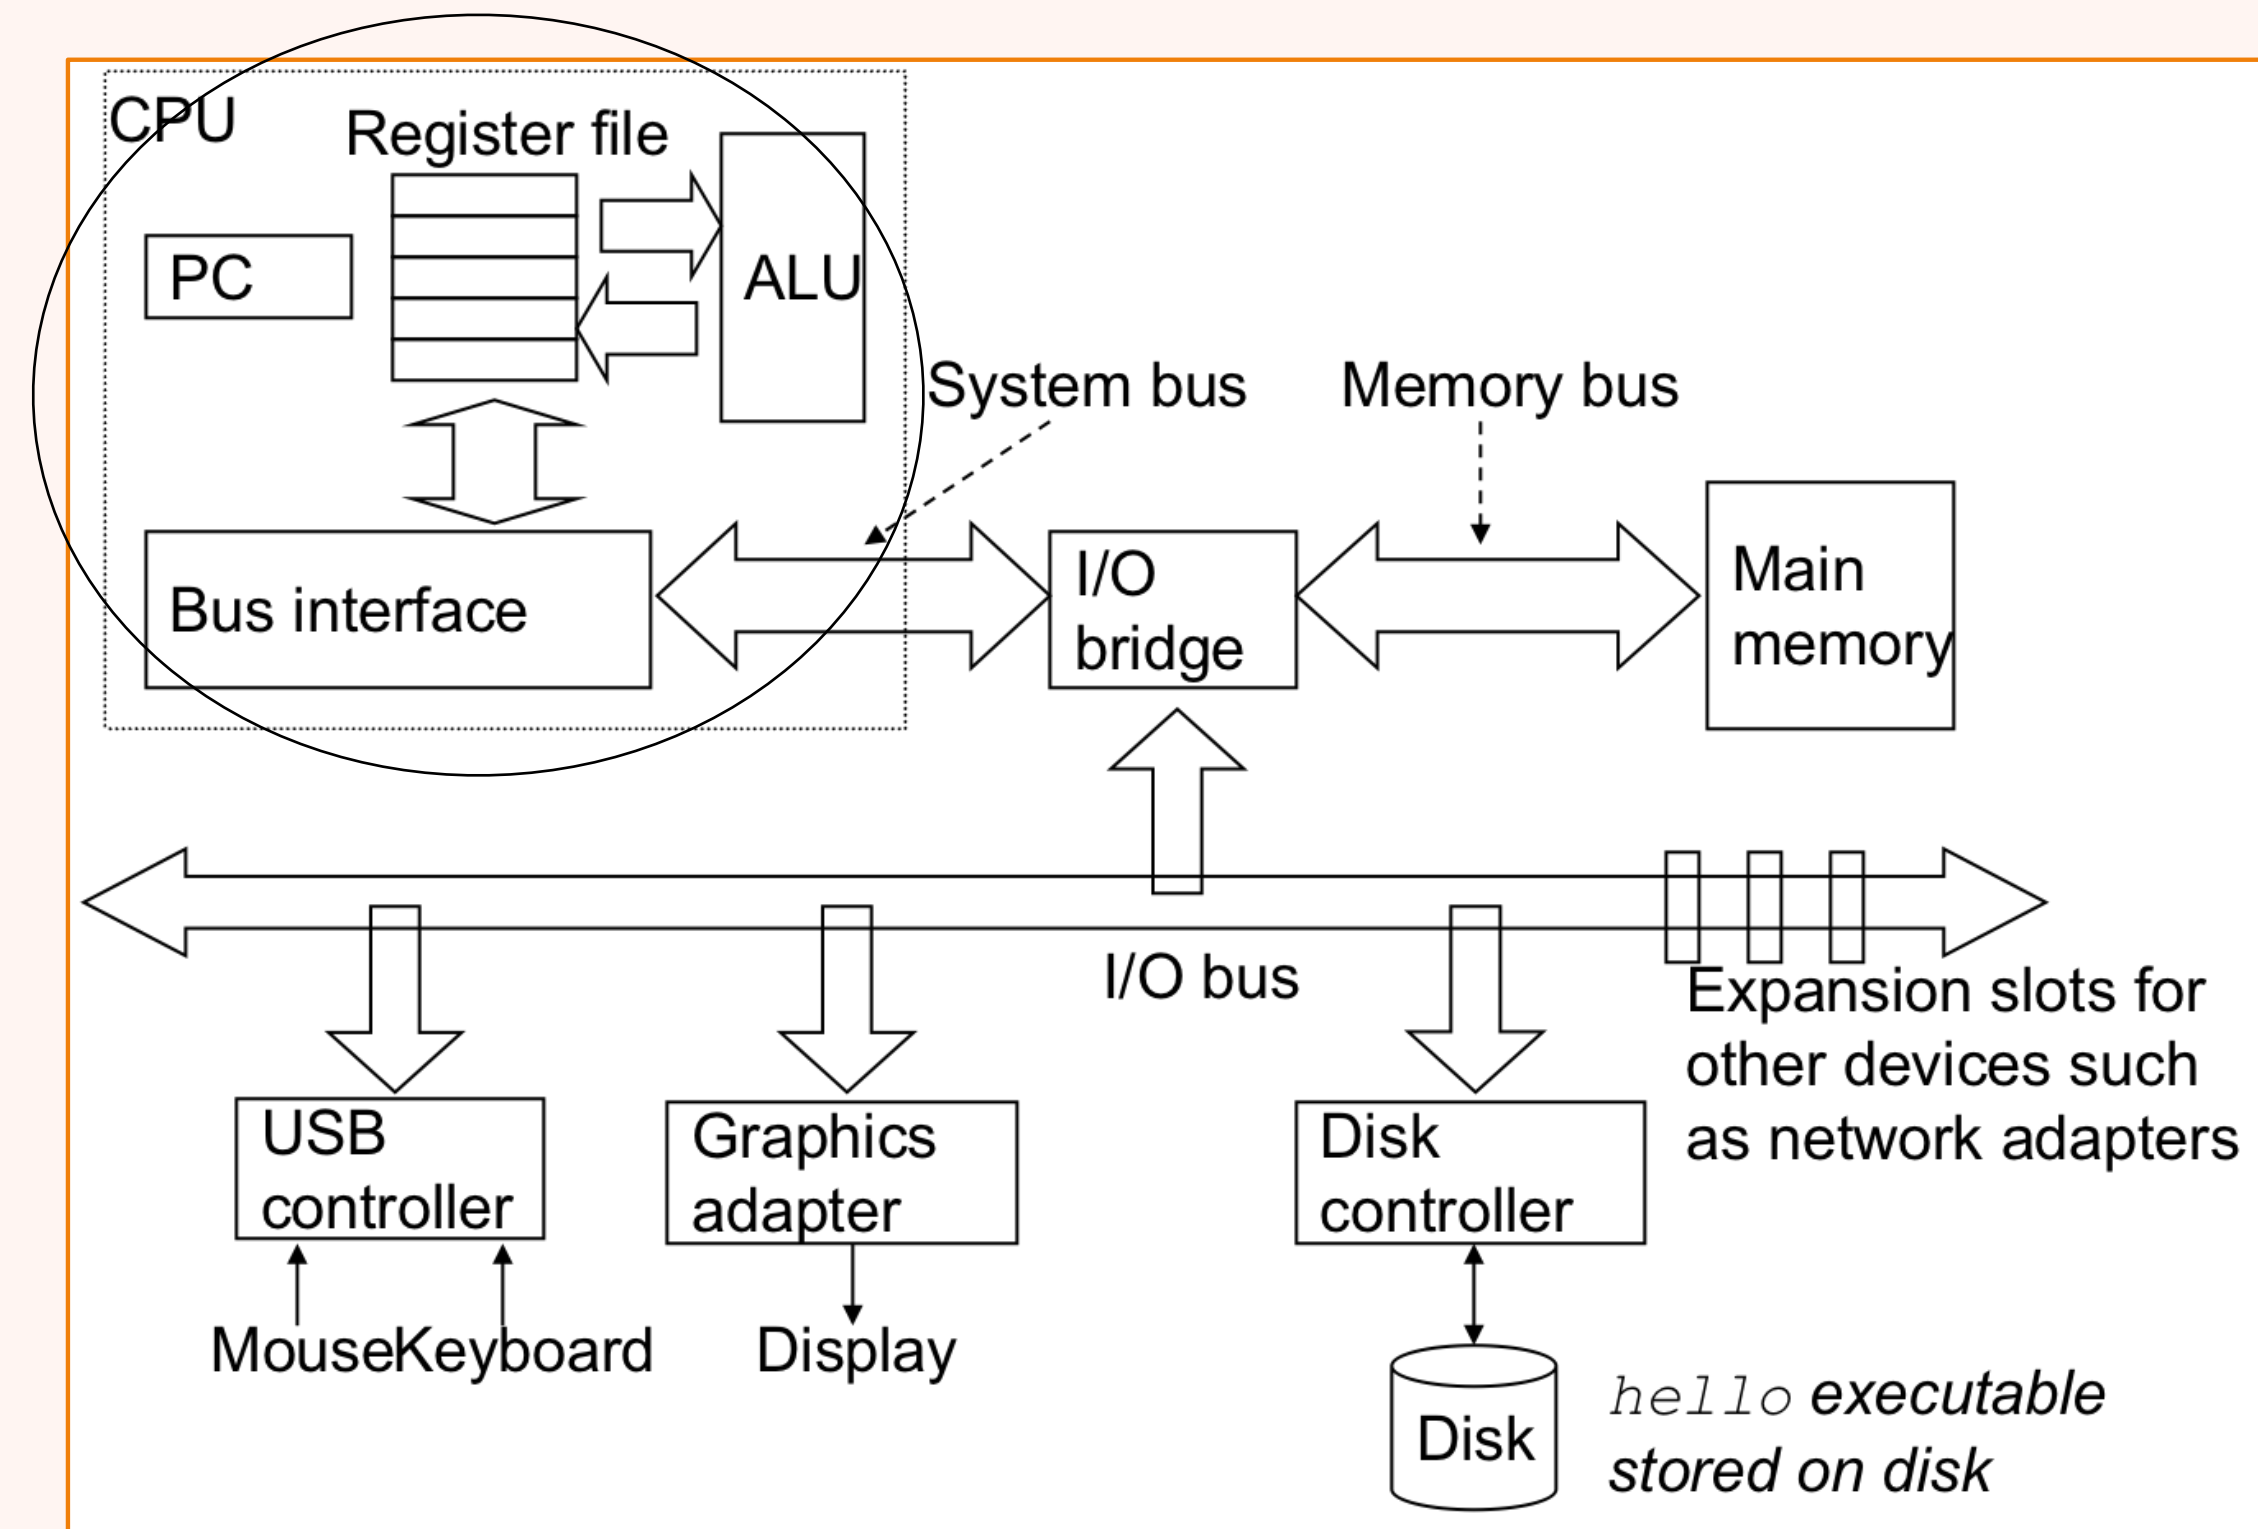 CPU
Register file
PC
ALU
System bus
Memory bus
Bus interface
I/O
bridge
Main
memory
I/O bus
Expansion slots for
other devices such
as network adapters
USB
controller
Graphics
adapter
Disk
controller
Mouse
Keyboard
Display
Disk
hello executable
stored on disk